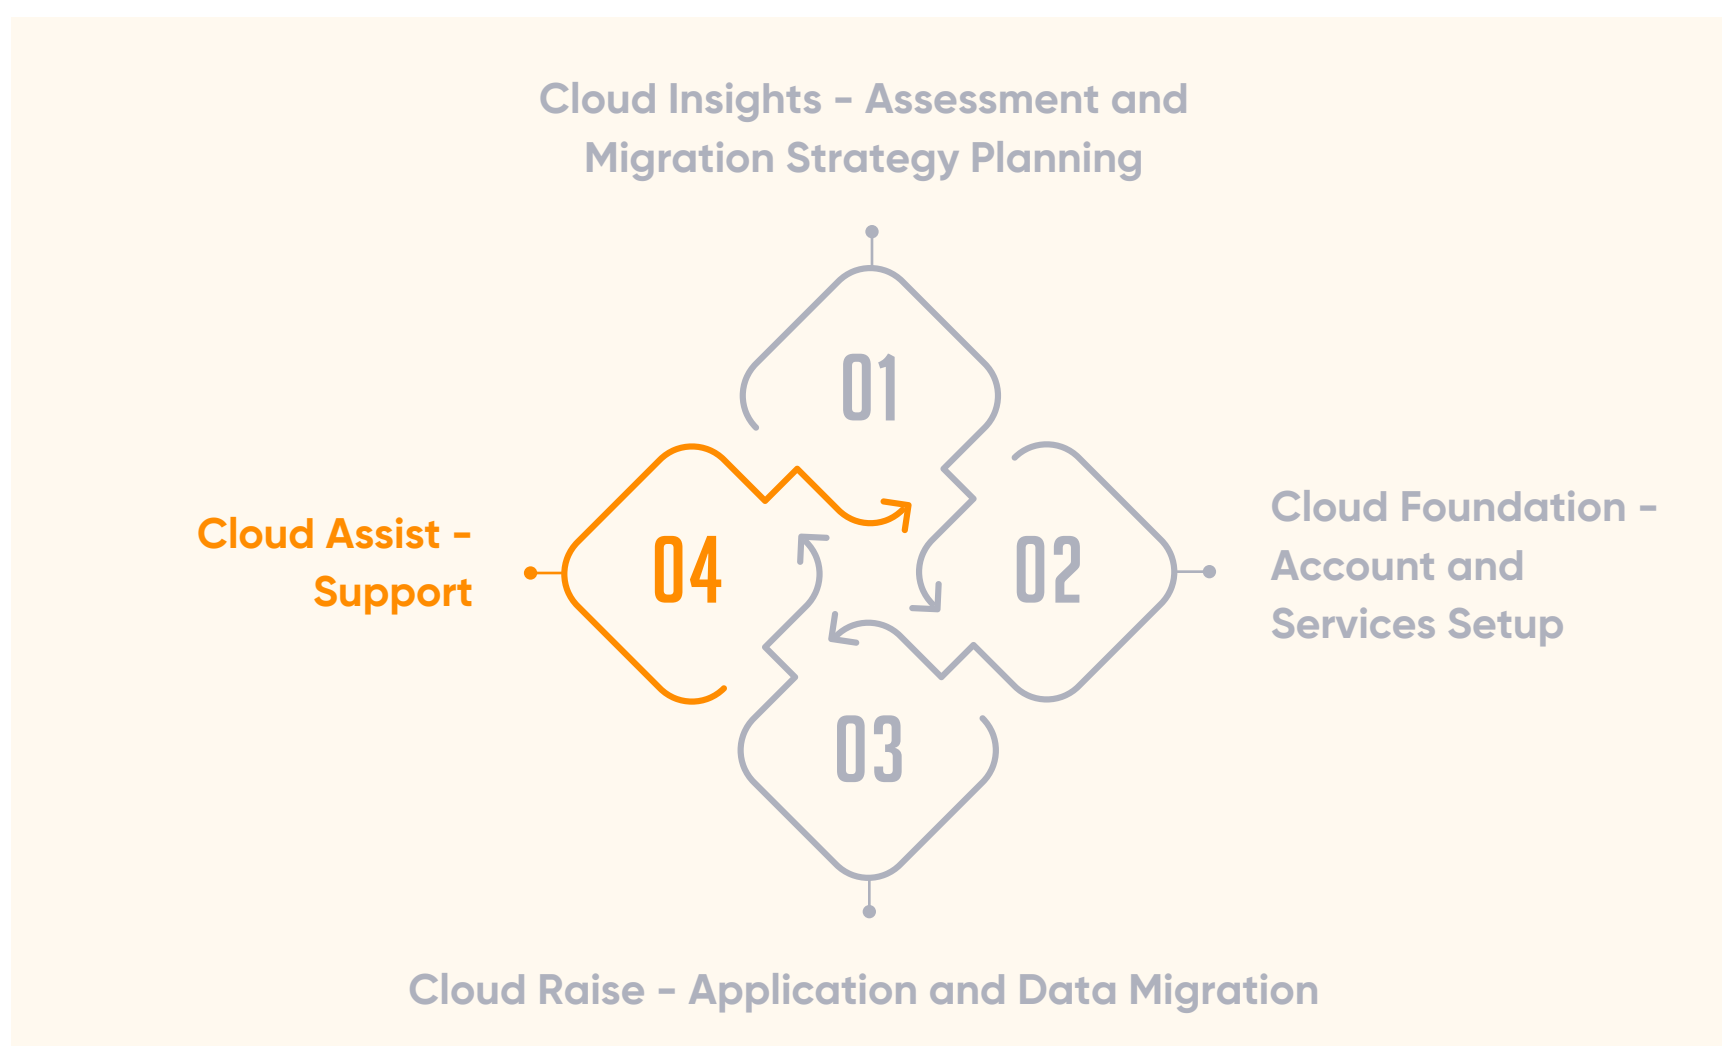 Cloud Insights - Assessment and
Migration Strategy Planning
01
Cloud Assist -
Support
04
02
Cloud Foundation -
Account and
Services Setup
03
Cloud Raise - Application and Data Migration